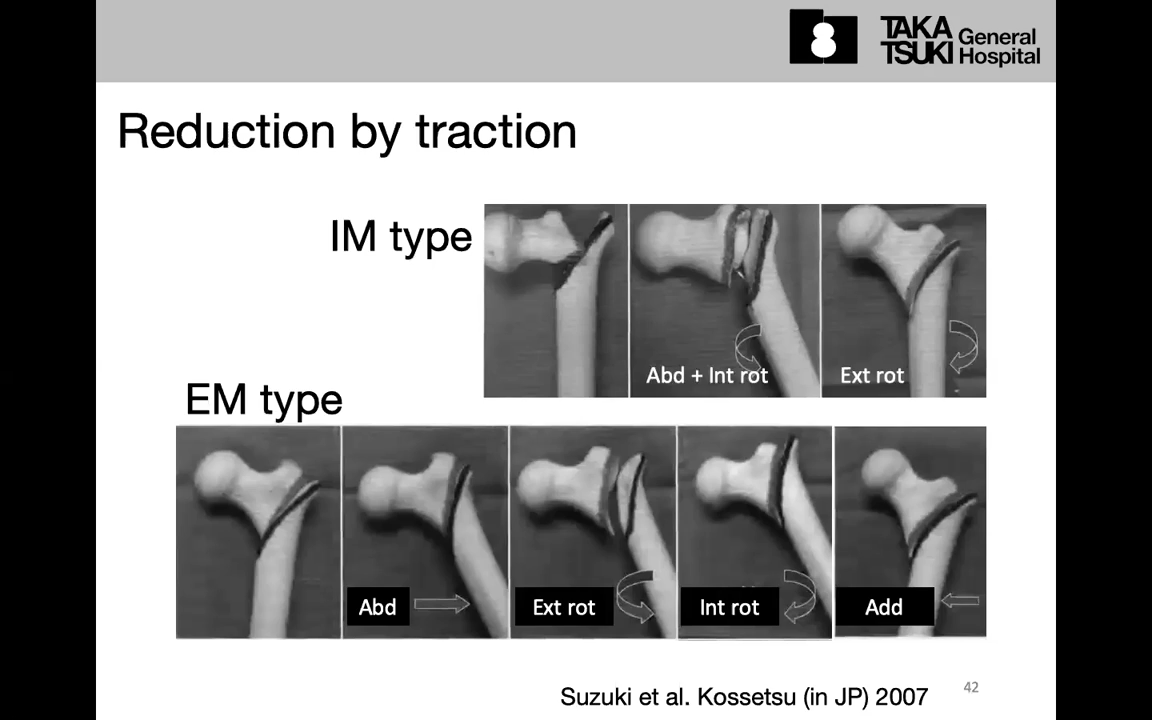 TAKA
TSUKI
General
Hospital
Reduction by traction
IM type
Abd + Int rot
Ext rot
EM type
Abd
Ext rot
Int rot
Add
Suzuki et al. Kossetsu (in JP) 2007
42